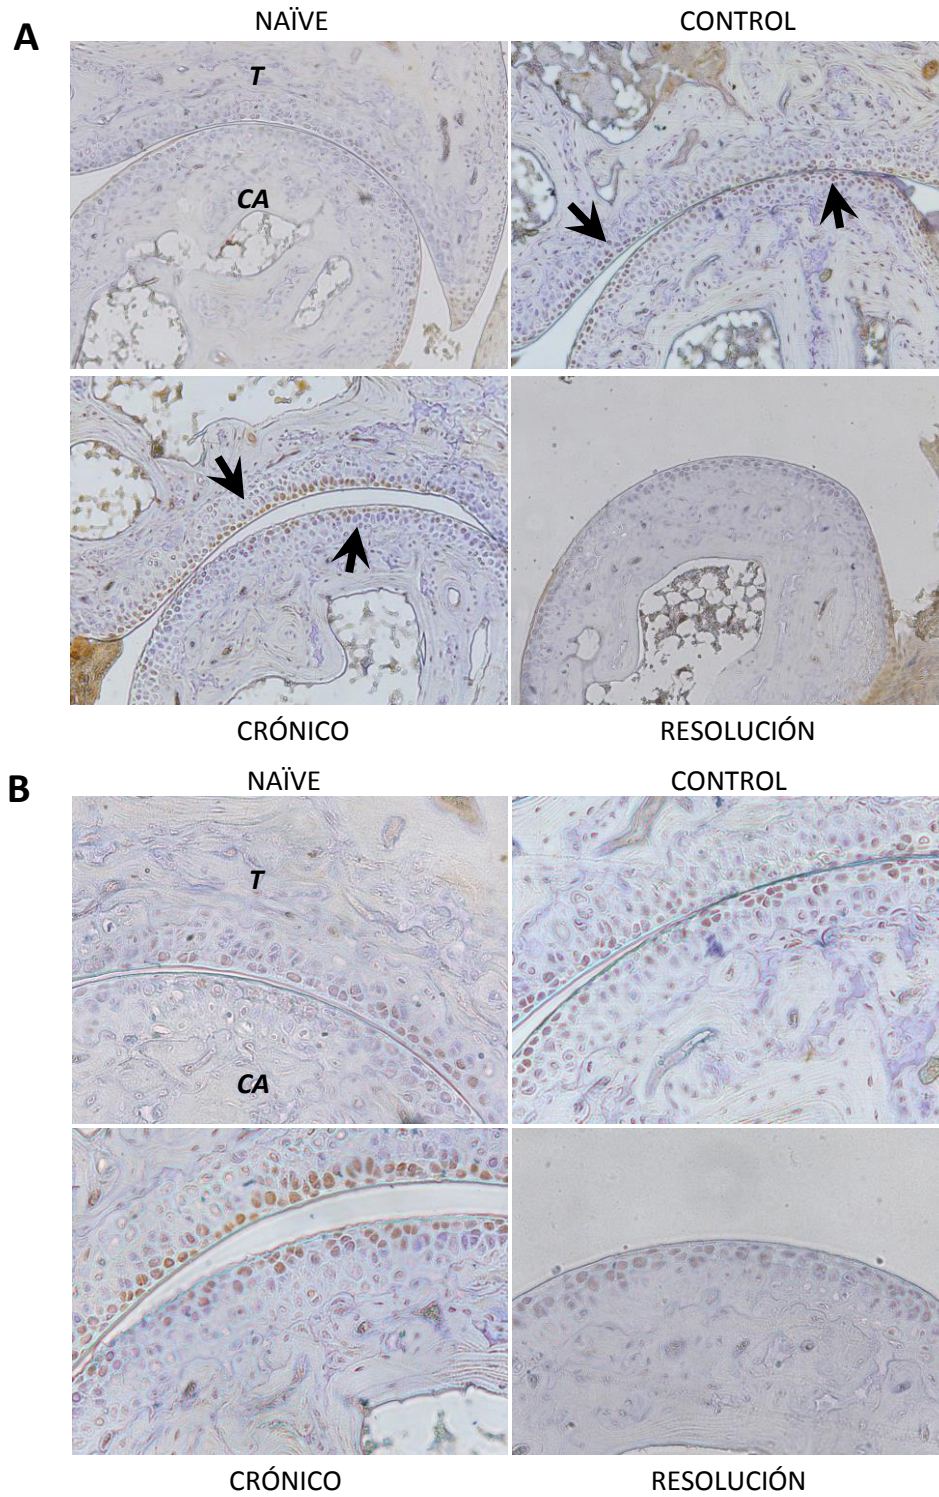 A
NAÏVE
CONTROL
T
CA
CRÓNICO
RESOLUCIÓN
B
NAÏVE
CONTROL
T
CA
CRÓNICO
RESOLUCIÓN